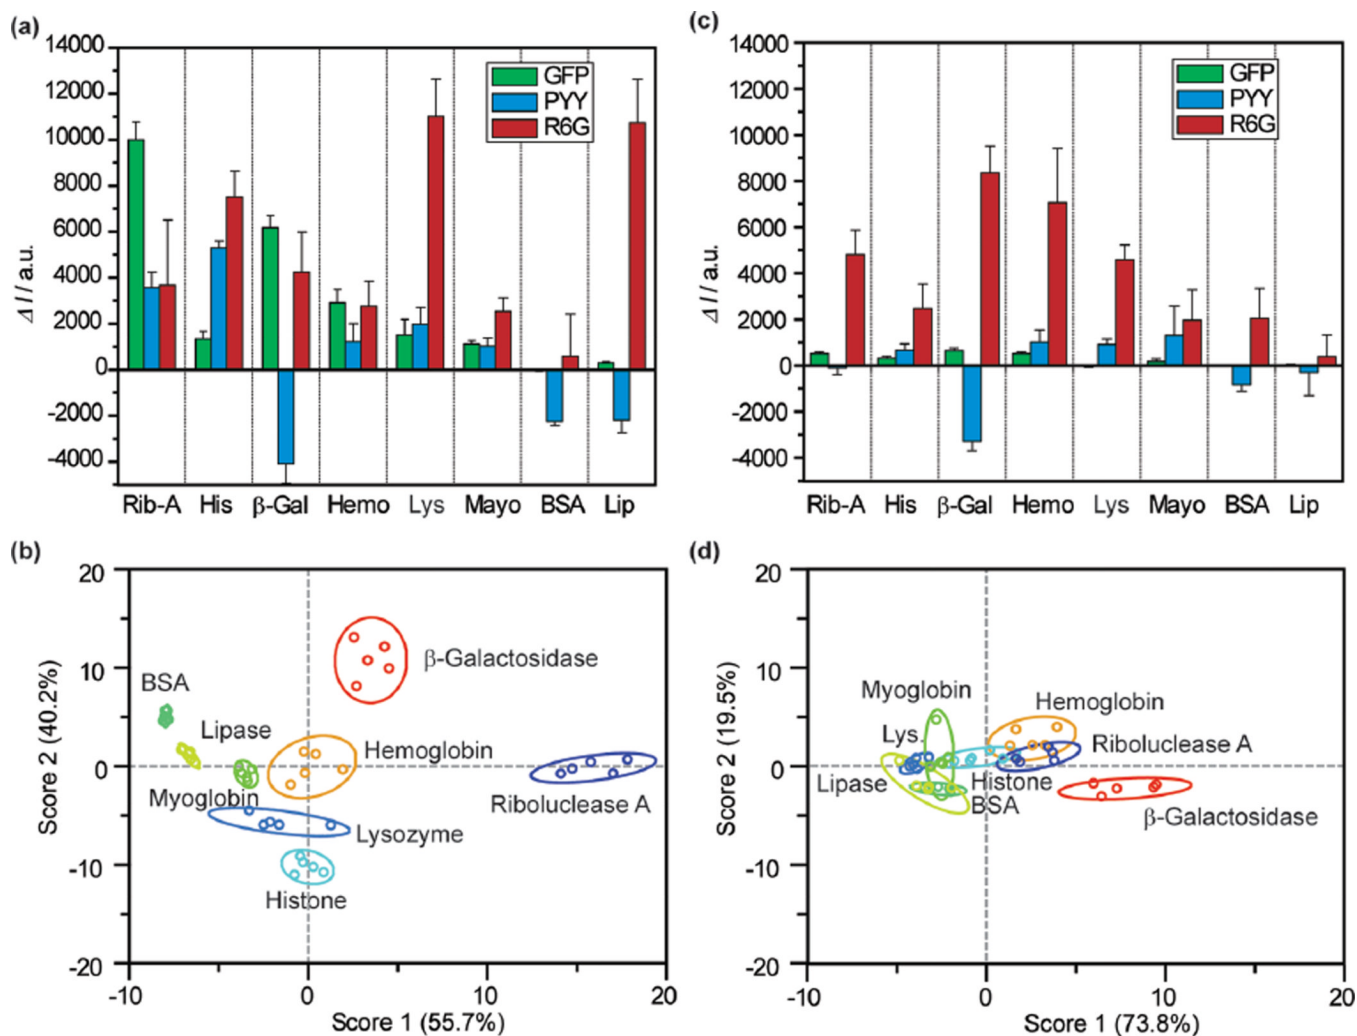 (a)
14000
12000
10000
8000
6000
4000
2000
0
-2000
-4000
Δ I / a.u.
GFP
PYY
R6G
Rib-A His β-Gal Hemo Lys Mayo BSA Lip
(c)
14000
12000
10000
8000
6000
4000
2000
0
-2000
-4000
Δ I / a.u.
GFP
PYY
R6G
Rib-A His β-Gal Hemo Lys Mayo BSA Lip
(b)
20
10
0
-10
-20
Score 2 (40.2%)
β-Galactosidase
BSA
Lipase
Hemoglobin
Myoglobin
Riboluclease A
Lysozyme
Histone
-10 0 10 20
Score 1 (55.7%)
(d)
20
10
0
-10
-20
Score 2 (19.5%)
Myoglobin
Hemoglobin
Lys.
Riboluclease A
Lipase
Histone
BSA
β-Galactosidase
-10 0 10 20
Score 1 (73.8%)